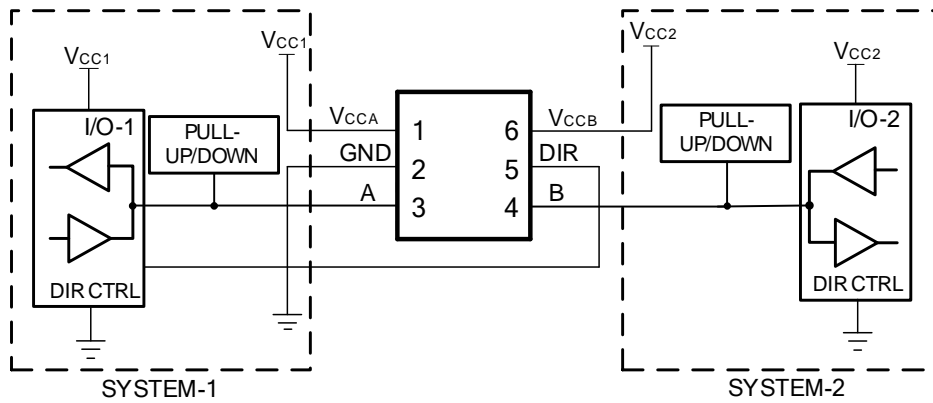 VCC1
I/O-1
PULL-
UP/DOWN
DIR CTRL
SYSTEM-1
VCC1
VCCA
GND
A
1
2
3
6
5
4
VCCB
DIR
B
VCC2
PULL-
UP/DOWN
VCC2
I/O-2
DIR CTRL
SYSTEM-2